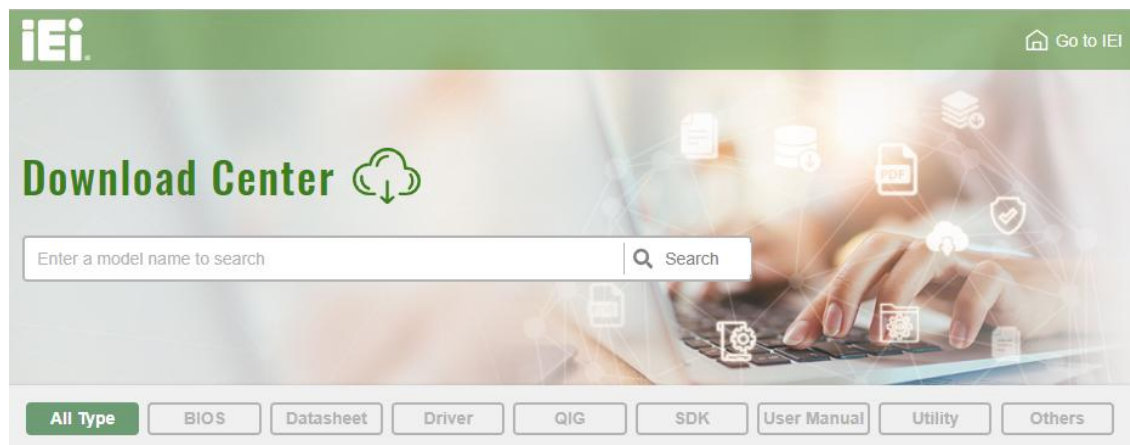 iEi.
Go to IEI
Download Center
Enter a model name to search
Search
PDF
All Type BIOS Datasheet Driver QIG SDK User Manual Utility Others